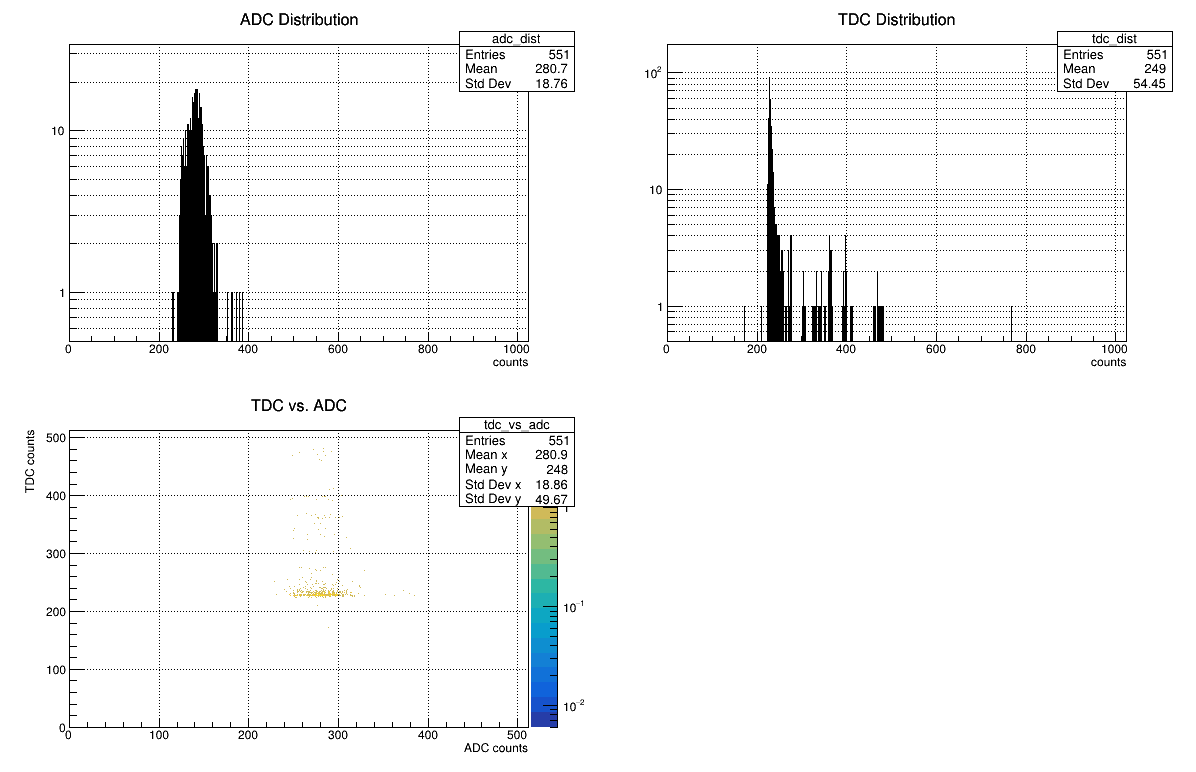 ADC Distribution
adc_dist
Entries 551
Mean 280.7
Std Dev 18.76
10
1
0 200 400 600 800 1000
counts
TDC Distribution
tdc_dist
Entries 551
Mean 249
Std Dev 54.45
10²
10
1
0 200 400 600 800 1000
counts
TDC vs. ADC
tdc_vs_adc
Entries 551
Mean x 280.9
Mean y 248
Std Dev x 18.86
Std Dev y 49.67
TDC counts
500
400
300
200
100
0
0 100 200 300 400 500
ADC counts
10⁻¹
10⁻²